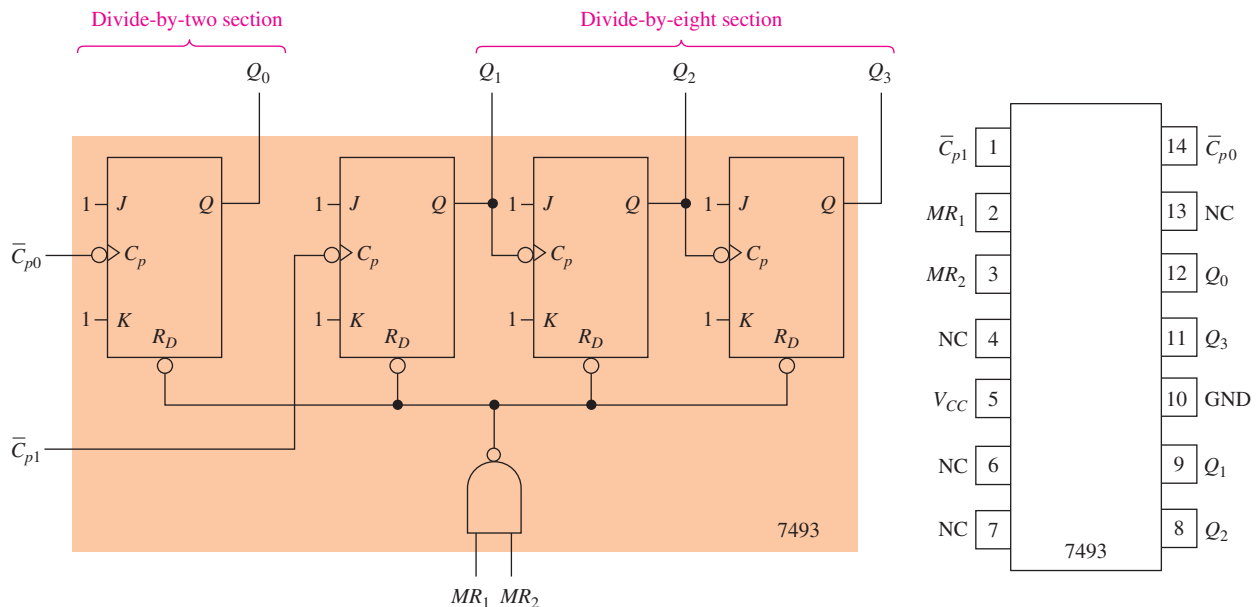 Divide-by-two section Divide-by-eight section
Q0 Q1 Q2 Q3
1 J Q 1 J Q 1 J Q 1 J Q
C̄p0 Cp Cp Cp Cp
1 K 1 K 1 K 1 K
RD RD RD RD
C̄p1
7493
MR1 MR2
C̄p1 1 14 C̄p0
MR1 2 13 NC
MR2 3 12 Q0
NC 4 11 Q3
VCC 5 10 GND
NC 6 9 Q1
NC 7 8 Q2
7493